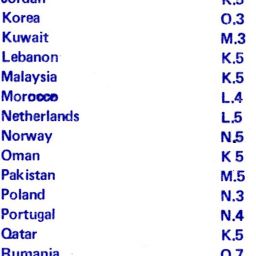 Jordan K.5
Korea O.3
Kuwait M.3
Lebanon K.5
Malaysia K.5
Morocco L.4
Netherlands L.5
Norway N.5
Oman K 5
Pakistan M.5
Poland N.3
Portugal N.4
Qatar K.5
Rumania O.7